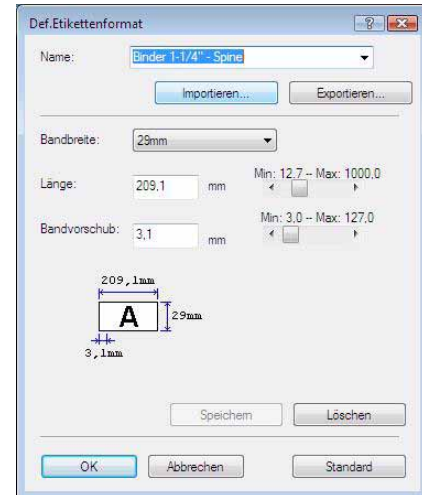 Def.Etikettenformat
Name: Binder 1-1/4" - Spine
Importieren... Exportieren...
Bandbreite: 29mm
Länge: 209,1 mm Min: 12,7 -- Max: 1000,0
Bandvorschub: 3,1 mm Min: 3,0 -- Max: 127,0
209,1mm
A 29mm
3,1mm
Speichern Löschen
OK Abbrechen Standard